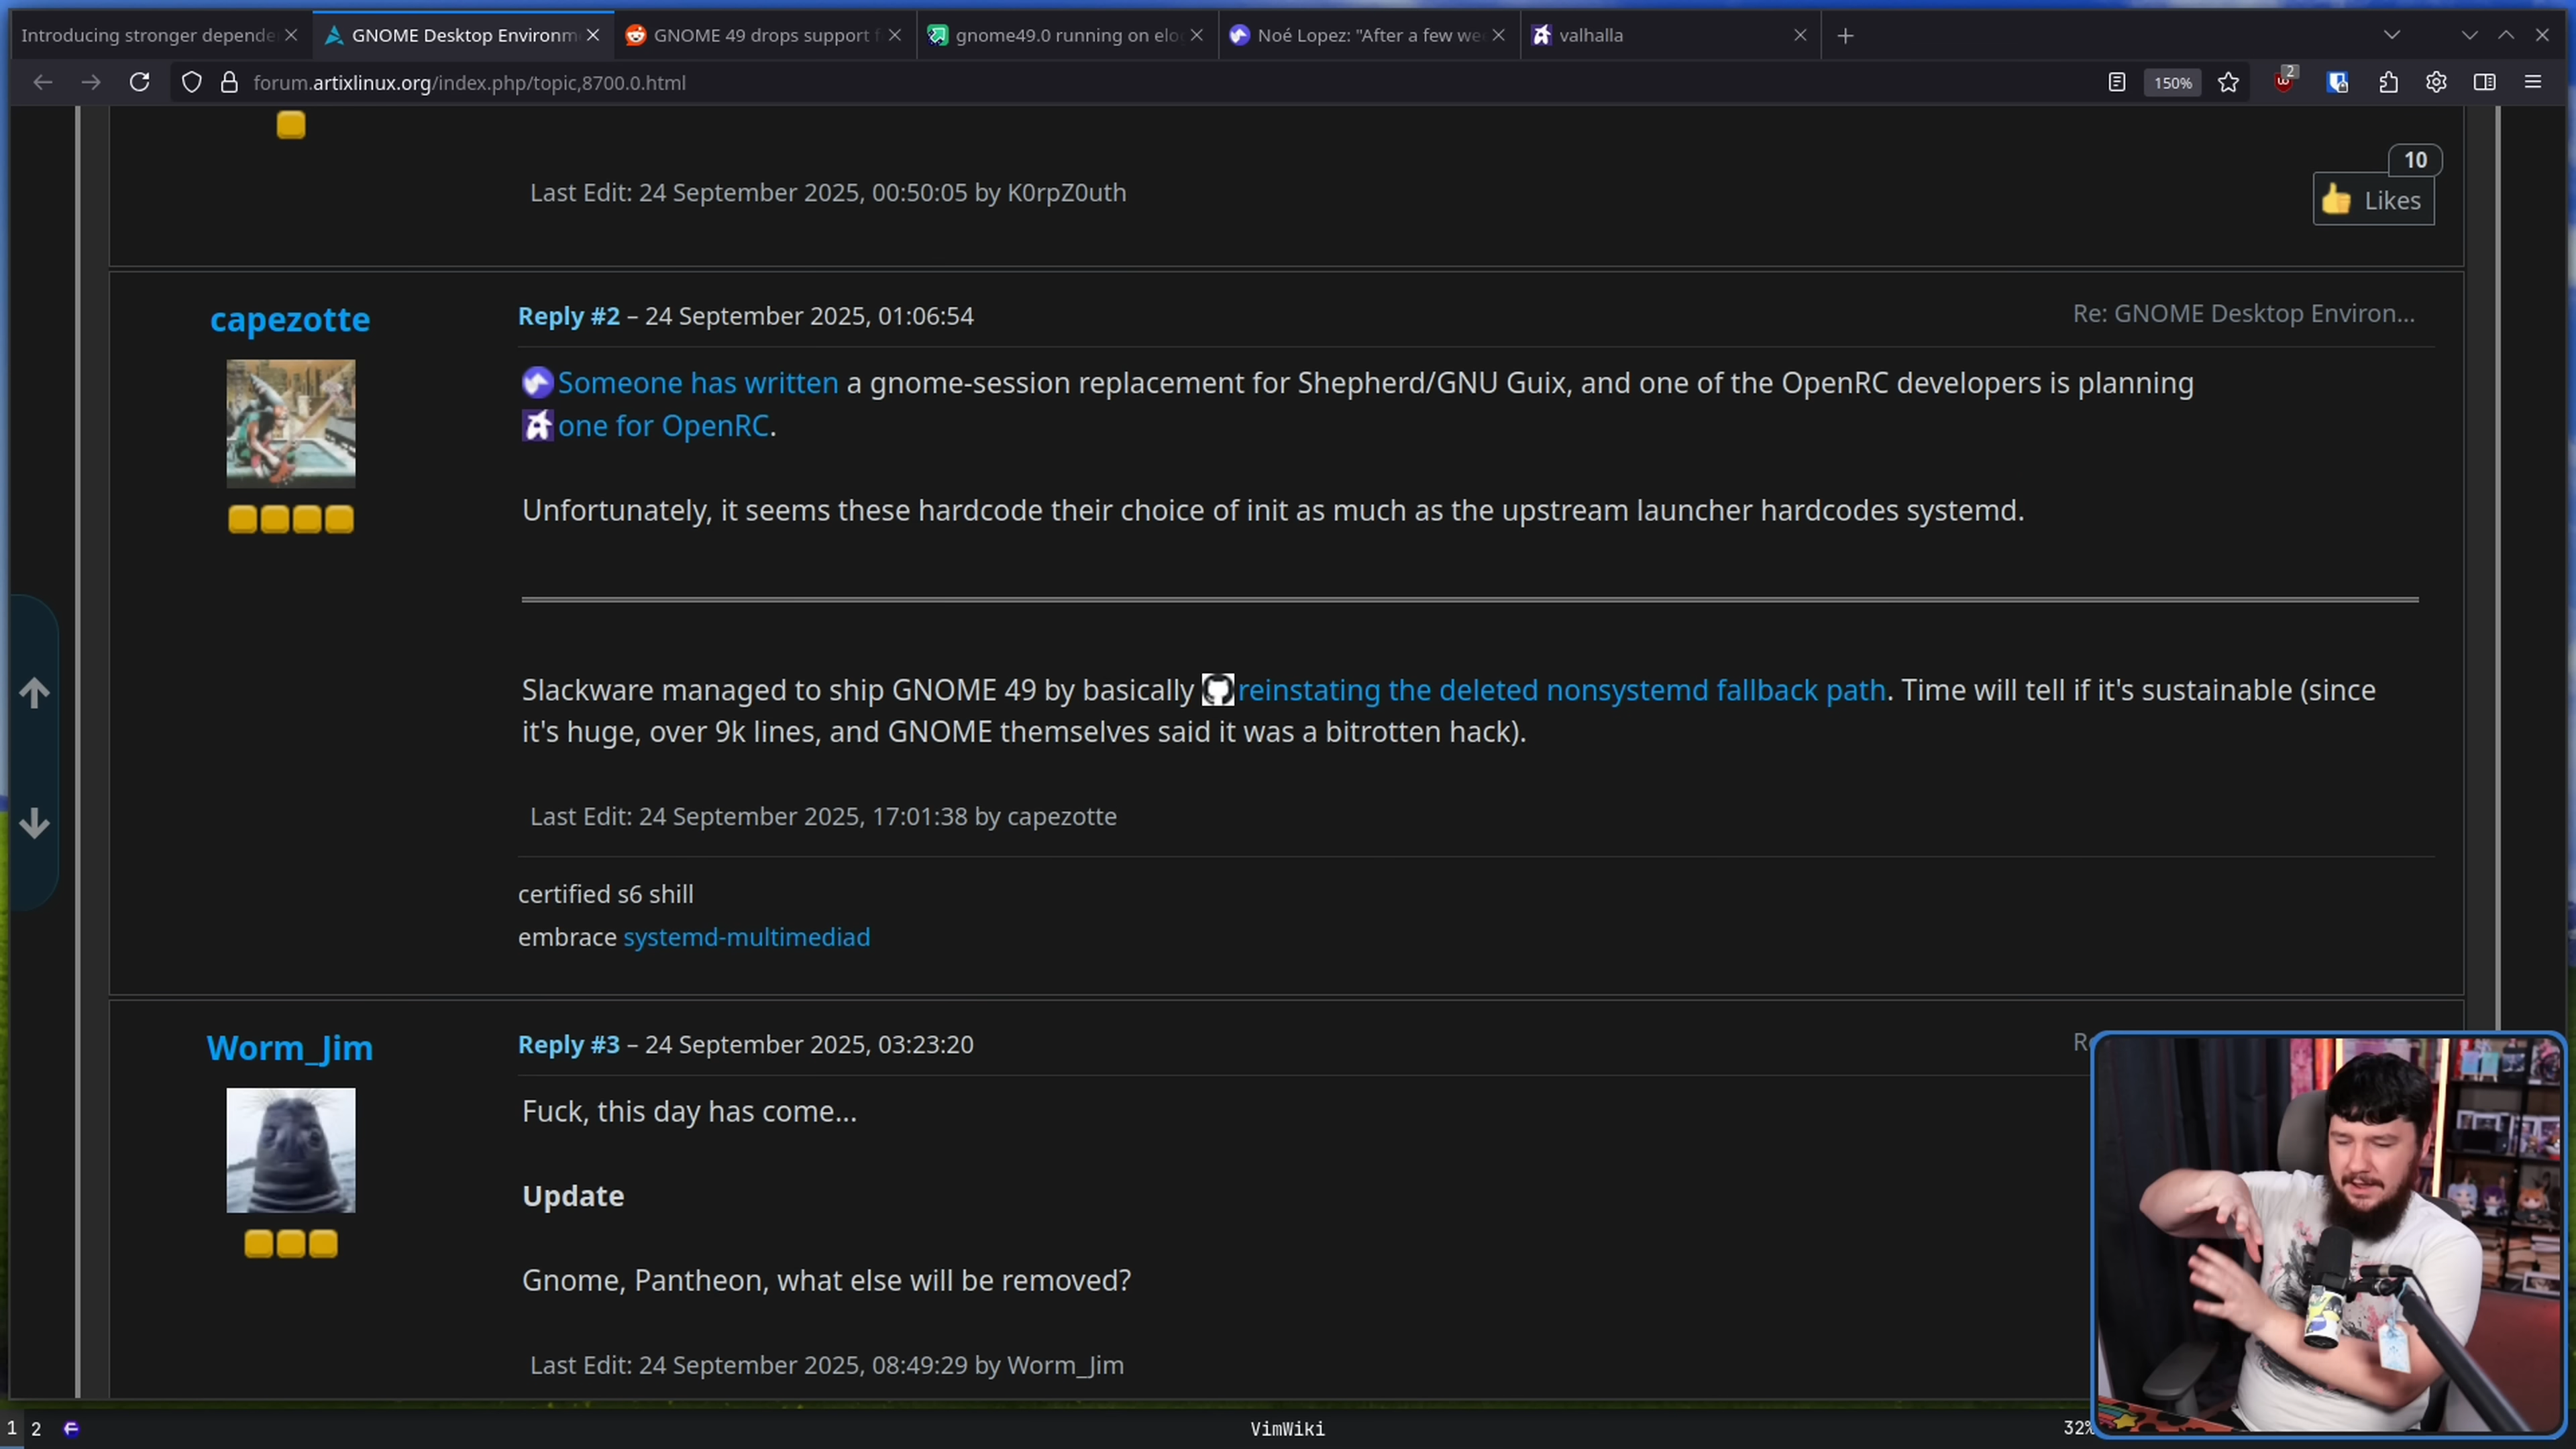 Introducing stronger depende
GNOME Desktop Environm
GNOME 49 drops support f
gnome49.0 running on elog
Noé Lopez: "After a few we
valhalla
forum.artixlinux.org/index.php/topic,8700.0.html
150%
2
10
Last Edit: 24 September 2025, 00:50:05 by K0rpZ0uth
Likes
capezotte
Reply #2 – 24 September 2025, 01:06:54
Re: GNOME Desktop Environ...
Someone has written a gnome-session replacement for Shepherd/GNU Guix, and one of the OpenRC developers is planning
one for OpenRC.
Unfortunately, it seems these hardcode their choice of init as much as the upstream launcher hardcodes systemd.
Slackware managed to ship GNOME 49 by basically reinstating the deleted nonsystemd fallback path. Time will tell if it's sustainable (since
it's huge, over 9k lines, and GNOME themselves said it was a bitrotten hack).
Last Edit: 24 September 2025, 17:01:38 by capezotte
certified s6 shill
embrace systemd-multimediad
Worm_Jim
Reply #3 – 24 September 2025, 03:23:20
Fuck, this day has come...
Update
Gnome, Pantheon, what else will be removed?
Last Edit: 24 September 2025, 08:49:29 by Worm_Jim
1 2
VimWiki
32%